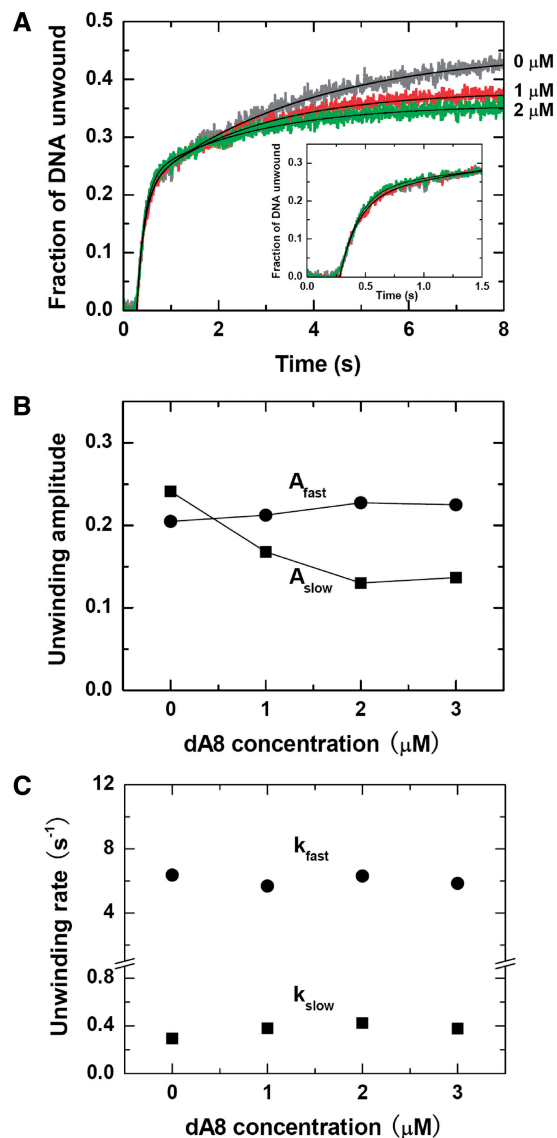 A
Fraction of DNA unwound
0.5
0.4
0.3
0.2
0.1
0.0
0 μM
1 μM
2 μM
Fraction of DNA unwound
0.3
0.2
0.1
0.0
0.0 0.5 1.0 1.5
Time (s)
0 2 4 6 8
Time (s)
B
Unwinding amplitude
0.3
0.2
0.1
0.0
A_fast
A_slow
0 1 2 3
dA8 concentration (μM)
C
Unwinding rate (s⁻¹)
12
9
6
0.8
0.4
0.0
k_fast
k_slow
0 1 2 3
dA8 concentration (μM)